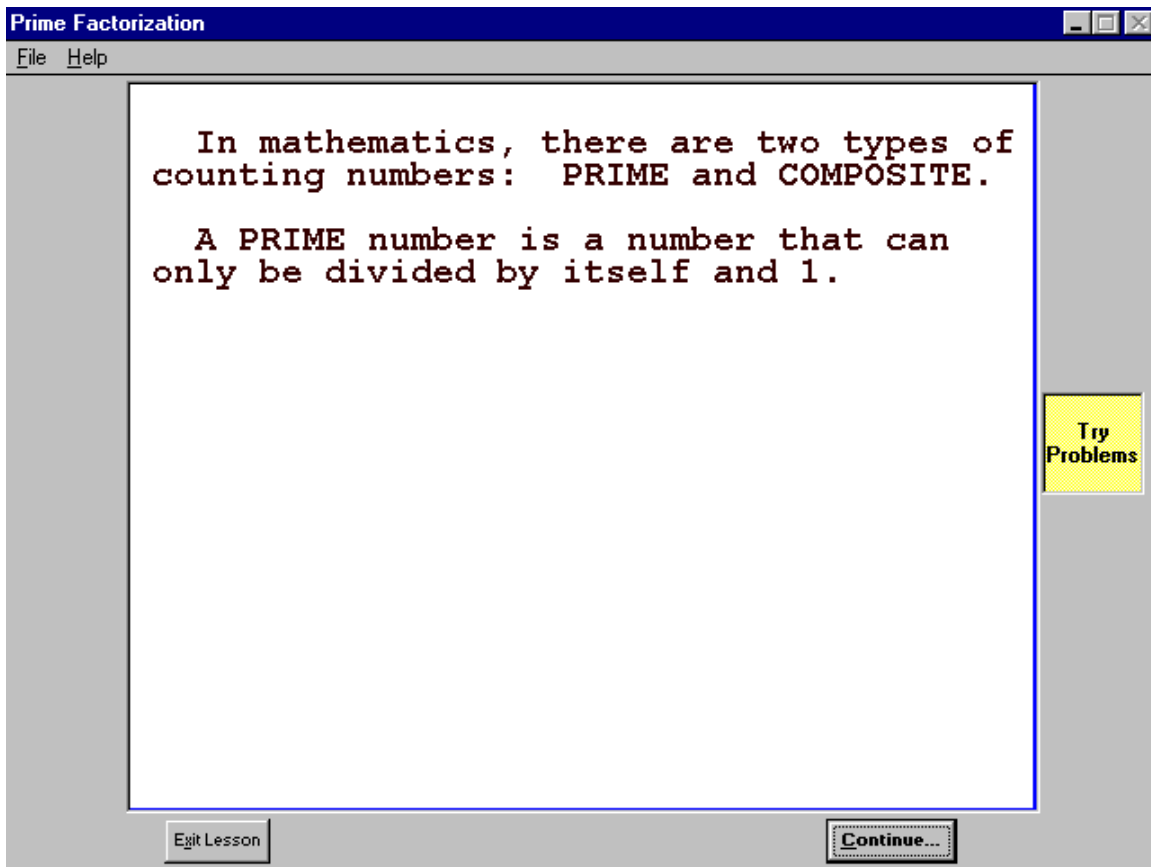 Prime Factorization
File Help
In mathematics, there are two types of
counting numbers: PRIME and COMPOSITE.
A PRIME number is a number that can
only be divided by itself and 1.
Try
Problems
Exit Lesson
Continue...